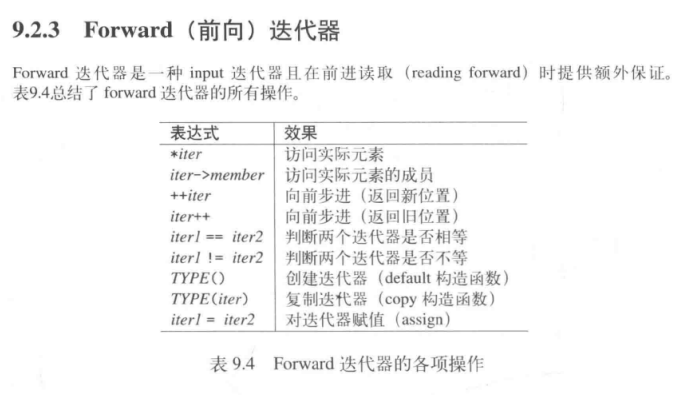 9.2.3 Forward（前向）迭代器
Forward 迭代器是一种 input 迭代器且在前进读取（reading forward）时提供额外保证。
表9.4总结了 forward 迭代器的所有操作。
表达式 效果
*iter 访问实际元素
iter->member 访问实际元素的成员
++iter 向前步进（返回新位置）
iter++ 向前步进（返回旧位置）
iter1 == iter2 判断两个迭代器是否相等
iter1 != iter2 判断两个迭代器是否不等
TYPE() 创建迭代器（default 构造函数）
TYPE(iter) 复制迭代器（copy 构造函数）
iter1 = iter2 对迭代器赋值（assign）
表 9.4 Forward 迭代器的各项操作